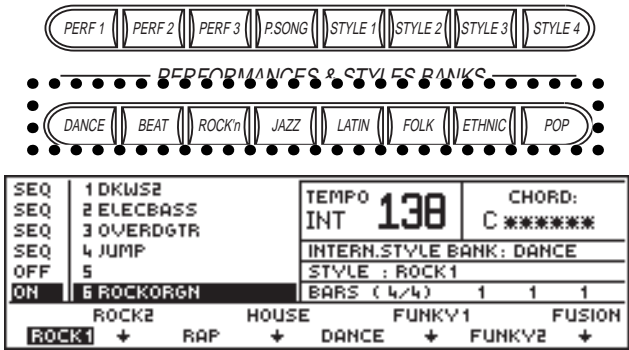 PERF 1 PERF 2 PERF 3 P.SONG STYLE 1 STYLE 2 STYLE 3 STYLE 4
PERFORMANCES & STYLES BANKS
DANCE BEAT ROCK'n JAZZ LATIN FOLK ETHNIC POP
SEQ 1 DKWS2
SEQ 2 ELECBASS
SEQ 3 OVERDGTR
SEQ 4 JUMP
OFF 5
ON 6 ROCKORGN
TEMPO INT 138
CHORD: C ******
INTERN.STYLE BANK: DANCE
STYLE : ROCK1
BARS (4/4) 1 1 1
ROCK2 HOUSE FUNKY1 FUSION
ROCK1 ↓ RAP ↓ DANCE ↓ FUNKY2 ↓